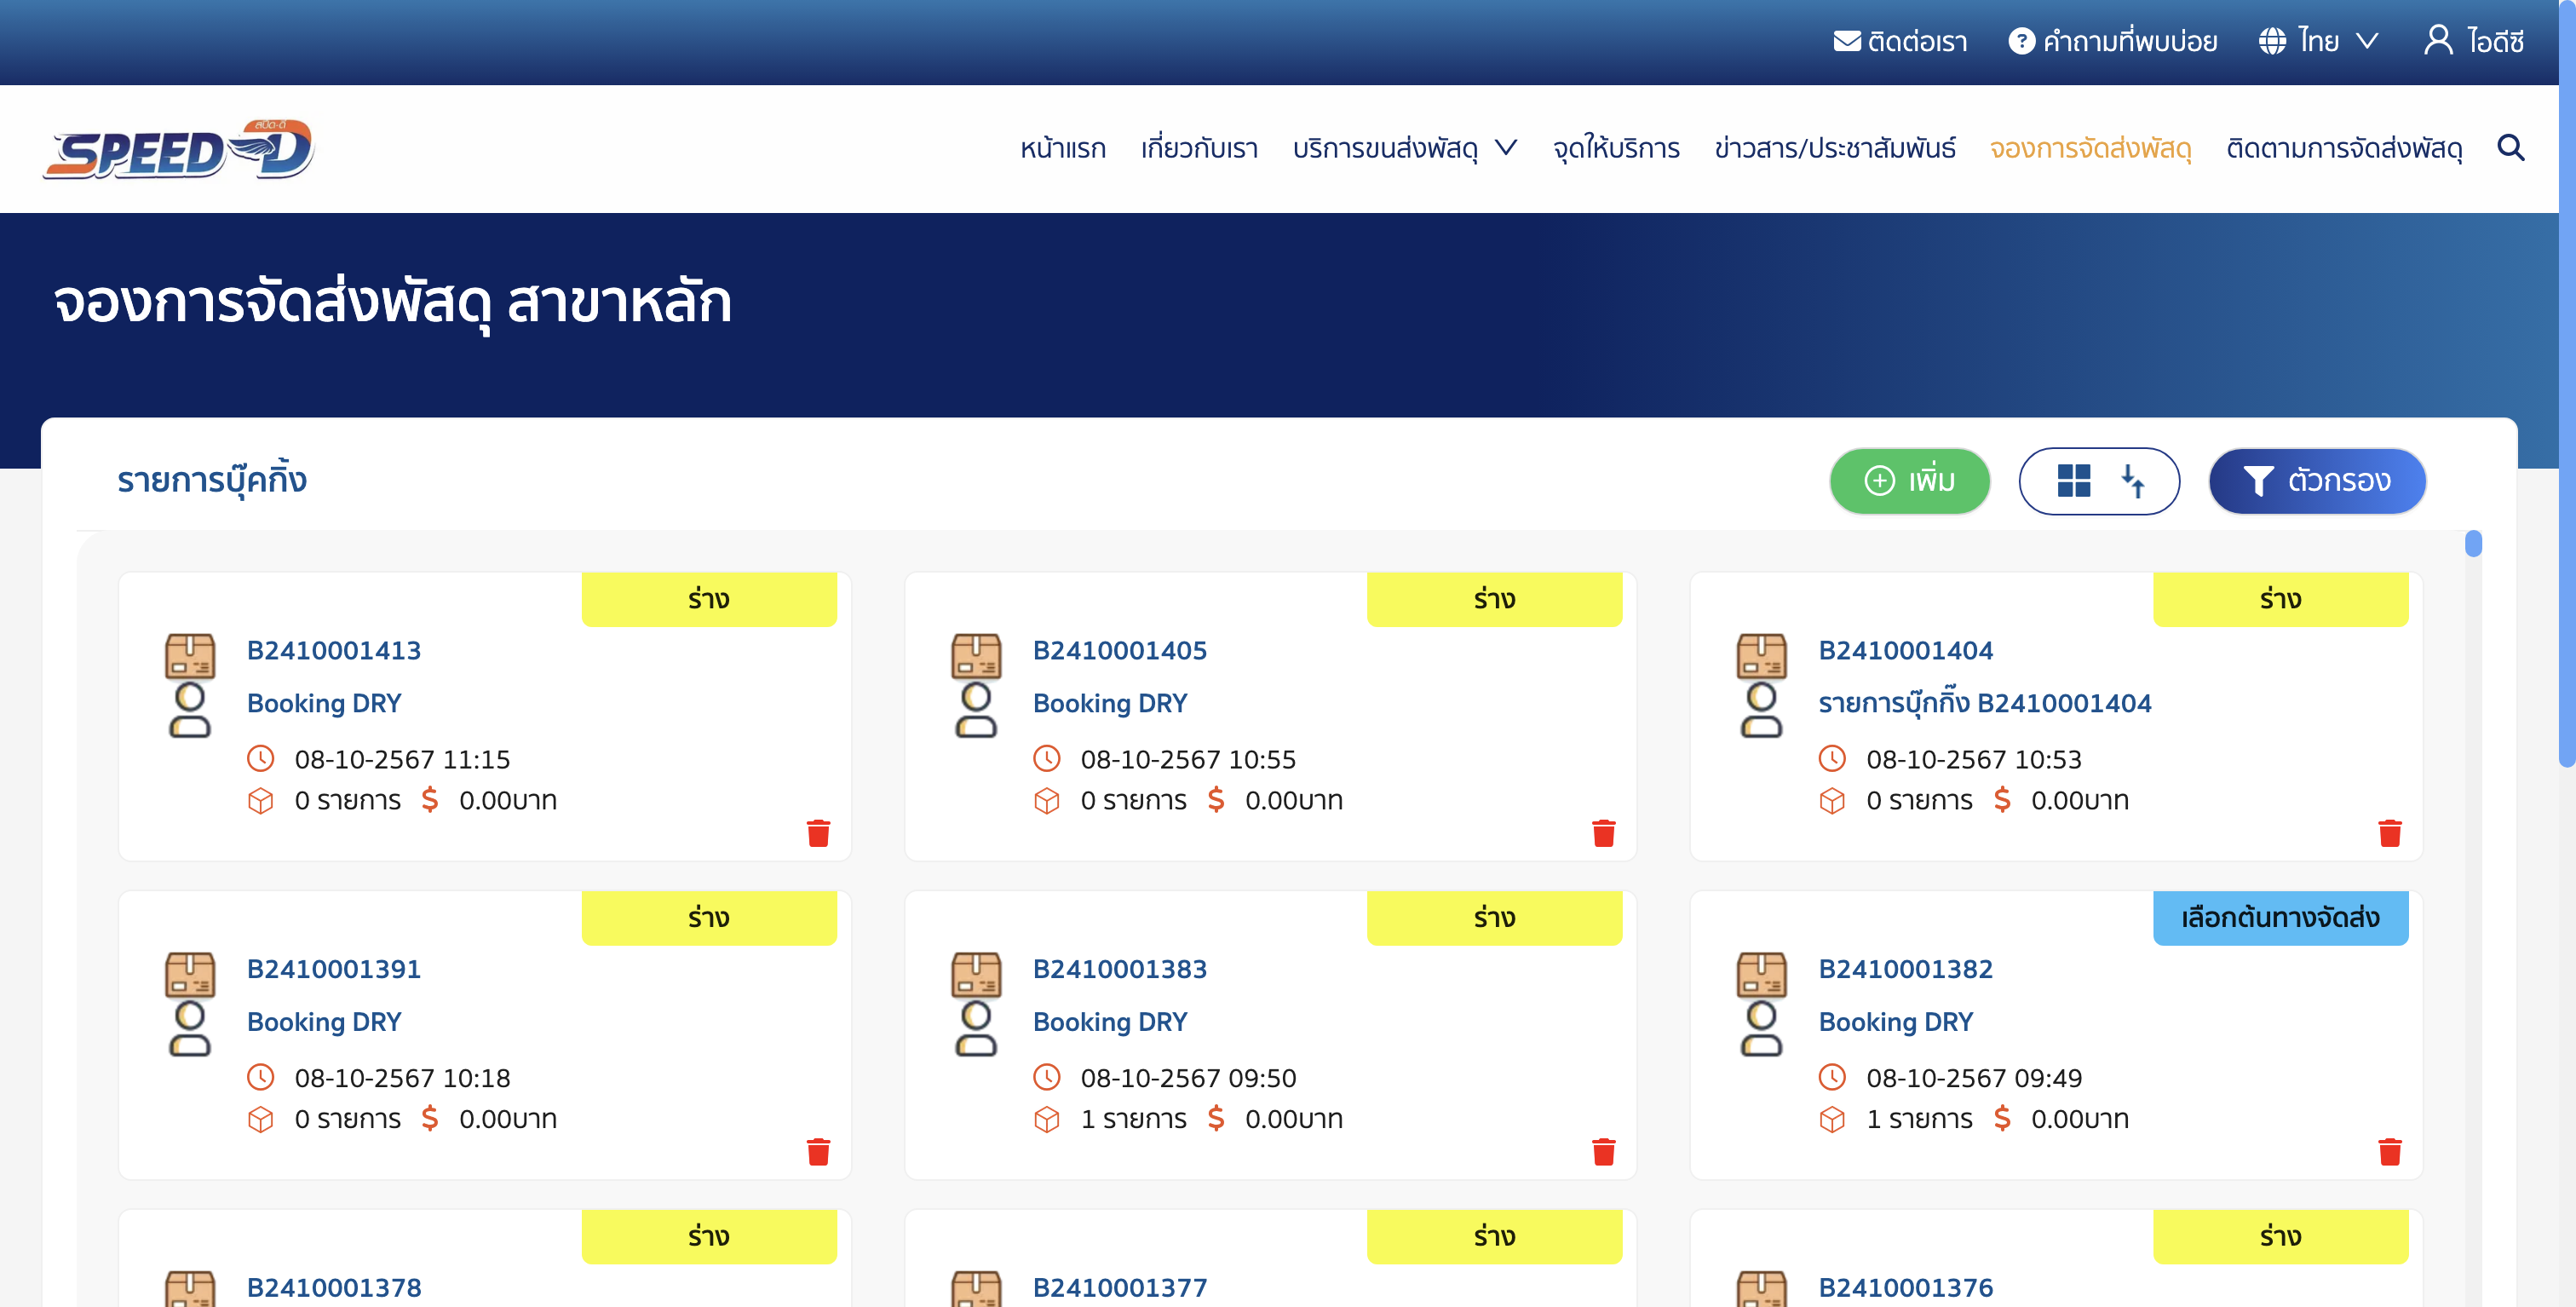 ติดต่อเรา คำถามที่พบบ่อย ไทย ไอดีซี
สปีด-ดี
SPEED-D
หน้าแรก เกี่ยวกับเรา บริการขนส่งพัสดุ จุดให้บริการ ข่าวสาร/ประชาสัมพันธ์ จองการจัดส่งพัสดุ ติดตามการจัดส่งพัสดุ
จองการจัดส่งพัสดุ สาขาหลัก
รายการบุ๊คกิ้ง เพิ่ม ตัวกรอง
ร่าง
B2410001413
Booking DRY
08-10-2567 11:15
0 รายการ $ 0.00บาท
ร่าง
B2410001405
Booking DRY
08-10-2567 10:55
0 รายการ $ 0.00บาท
ร่าง
B2410001404
รายการบุ๊กกิ๊ง B2410001404
08-10-2567 10:53
0 รายการ $ 0.00บาท
ร่าง
B2410001391
Booking DRY
08-10-2567 10:18
0 รายการ $ 0.00บาท
ร่าง
B2410001383
Booking DRY
08-10-2567 09:50
1 รายการ $ 0.00บาท
เลือกต้นทางจัดส่ง
B2410001382
Booking DRY
08-10-2567 09:49
1 รายการ $ 0.00บาท
ร่าง
B2410001378
ร่าง
B2410001377
ร่าง
B2410001376